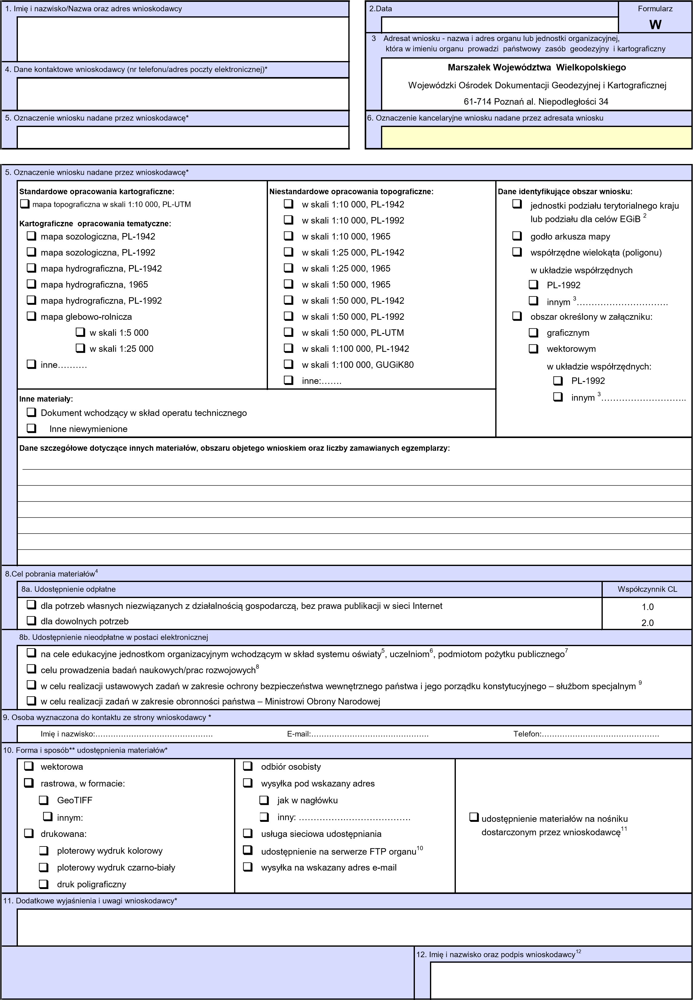 1. Imię i nazwisko/Nazwa oraz adres wnioskodawcy
2.Data
Formularz
W
3 Adresat wniosku - nazwa i adres organu lub jednostki organizacyjnej,
która w imieniu organu prowadzi państwowy zasób geodezyjny i kartograficzny
Marszałek Województwa Wielkopolskiego
Wojewódzki Ośrodek Dokumentacji Geodezyjnej i Kartograficznej
61-714 Poznań al. Niepodległości 34
4. Dane kontaktowe wnioskodawcy (nr telefonu/adres poczty elektronicznej)*
5. Oznaczenie wniosku nadane przez wnioskodawcę*
6. Oznaczenie kancelaryjne wniosku nadane przez adresata wniosku
5. Oznaczenie wniosku nadane przez wnioskodawcę*
Standardowe opracowania kartograficzne:
mapa topograficzna w skali 1:10 000, PL-UTM
Kartograficzne opracowania tematyczne:
mapa sozologiczna, PL-1942
mapa sozologiczna, PL-1992
mapa hydrograficzna, PL-1942
mapa hydrograficzna, 1965
mapa hydrograficzna, PL-1992
mapa glebowo-rolnicza
w skali 1:5 000
w skali 1:25 000
inne……….
Niestandardowe opracowania topograficzne:
w skali 1:10 000, PL-1942
w skali 1:10 000, PL-1992
w skali 1:10 000, 1965
w skali 1:25 000, PL-1942
w skali 1:25 000, 1965
w skali 1:50 000, 1965
w skali 1:50 000, PL-1942
w skali 1:50 000, PL-1992
w skali 1:50 000, PL-UTM
w skali 1:100 000, PL-1942
w skali 1:100 000, GUGiK80
inne:…….
Dane identyfikujące obszar wniosku:
jednostki podziału terytorialnego kraju
lub podziału dla celów EGiB 2
godło arkusza mapy
współrzędne wielokąta (poligonu)
w układzie współrzędnych
PL-1992
innym 3………………………….
obszar określony w załączniku:
graficznym
wektorowym
w układzie współrzędnych:
PL-1992
innym 3………………………..
Inne materiały:
Dokument wchodzący w skład operatu technicznego
Inne niewymienione
Dane szczegółowe dotyczące innych materiałów, obszaru objetego wnioskiem oraz liczby zamawianych egzemplarzy:
8.Cel pobrania materiałów4
8a. Udostępnienie odpłatne
Współczynnik CL
dla potrzeb własnych niezwiązanych z działalnością gospodarczą, bez prawa publikacji w sieci Internet
1.0
dla dowolnych potrzeb
2.0
8b. Udostępnienie nieodpłatne w postaci elektronicznej
na cele edukacyjne jednostkom organizacyjnym wchodzącym w skład systemu oświaty5, uczelniom6, podmiotom pożytku publicznego7
celu prowadzenia badań naukowych/prac rozwojowych8
w celu realizacji ustawowych zadań w zakresie ochrony bezpieczeństwa wewnętrznego państwa i jego porządku konstytucyjnego – służbom specjalnym 9
w celu realizacji zadań w zakresie obronności państwa – Ministrowi Obrony Narodowej
9. Osoba wyznaczona do kontaktu ze strony wnioskodawcy *
Imię i nazwisko:………………………………………. E-mail:………………………………………. Telefon:……………………………………….
10. Forma i sposób** udostępnienia materiałów*
wektorowa
rastrowa, w formacie:
GeoTIFF
innym:
drukowana:
ploterowy wydruk kolorowy
ploterowy wydruk czarno-biały
druk poligraficzny
odbiór osobisty
wysyłka pod wskazany adres
jak w nagłówku
inny: …………….………………….
usługa sieciowa udostępniania
udostępnienie na serwerze FTP organu10
wysyłka na wskazany adres e-mail
udostępnienie materiałów na nośniku
dostarczonym przez wnioskodawcę11
11. Dodatkowe wyjaśnienia i uwagi wnioskodawcy*
12. Imię i nazwisko oraz podpis wnioskodawcy12